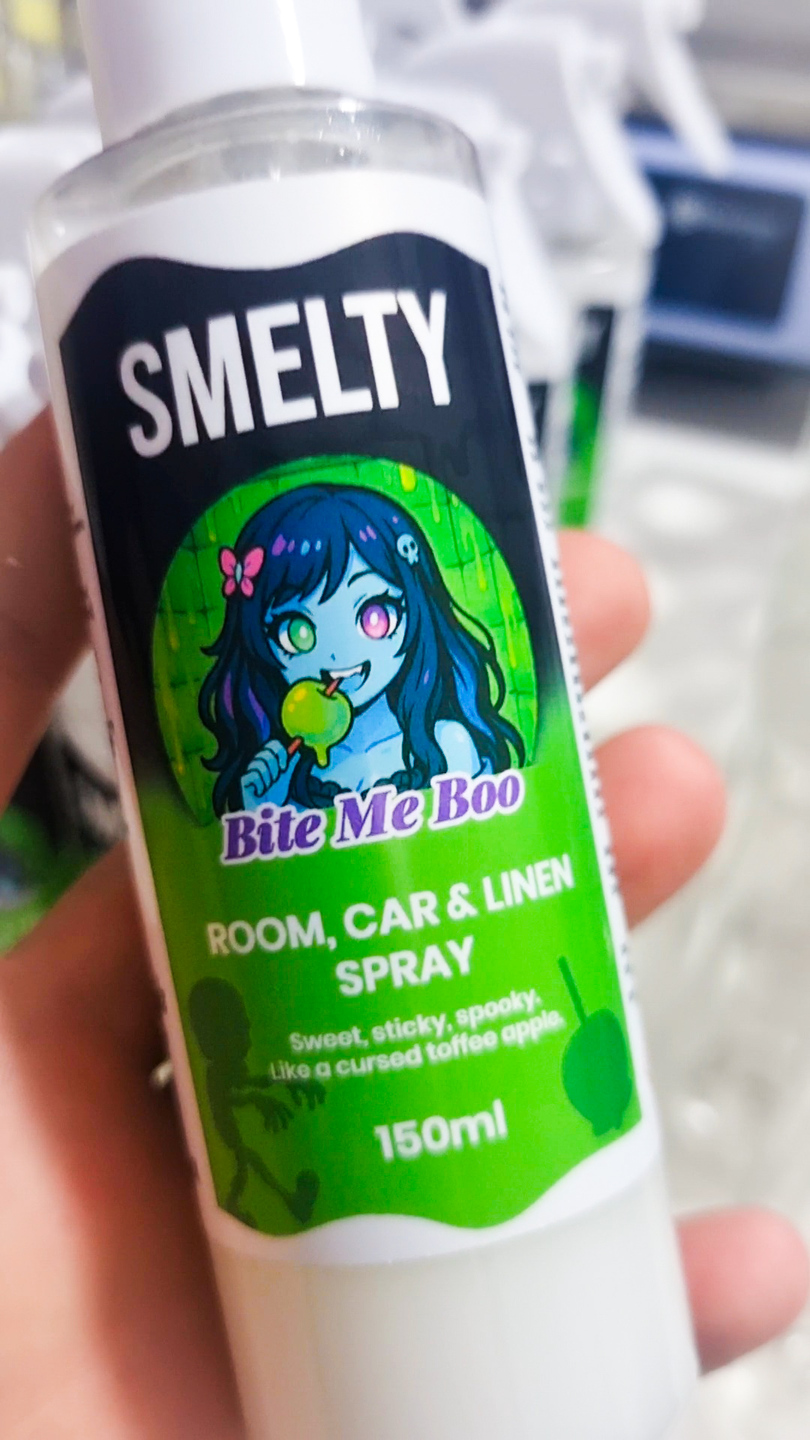 SMELTY
Bite Me Boo
ROOM, CAR & LINEN
SPRAY
Sweet, sticky, spooky.
Like a cursed toffee apple.
150ml